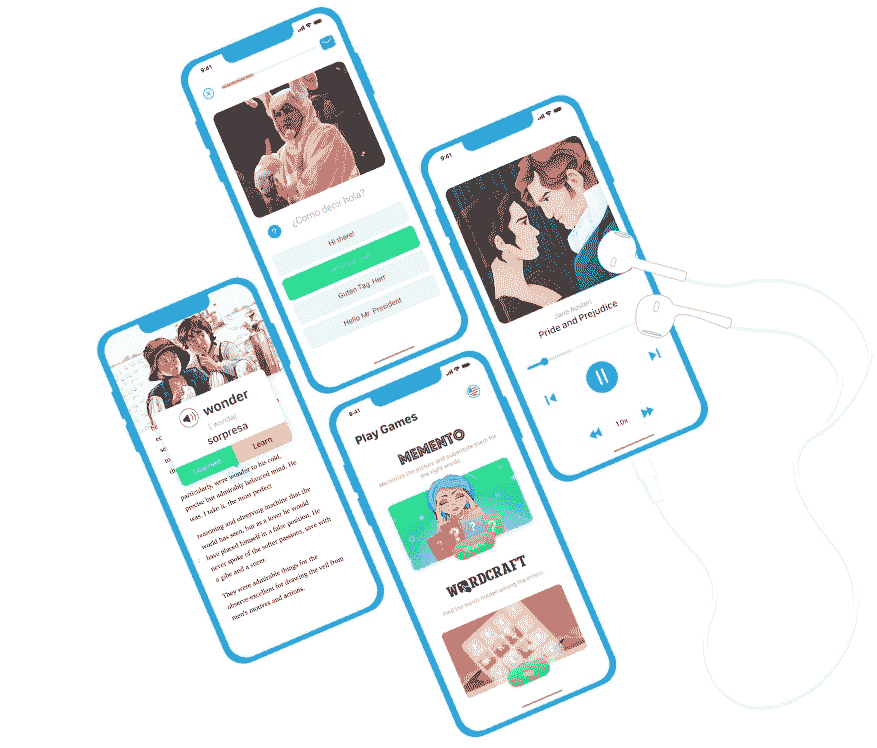 9:41
¿Como decir hola?
Hi there!
Guten Tag, Herr
Hello Mr. President
9:41
Jane Austen
Pride and Prejudice
1.0x
wonder
sorpresa
Learned
Learn
particularly, were wonder to his cold,
precise but admirably balanced mind. He
was, I take it, the most perfect
reasoning and observing machine that the
world has seen, but as a lover he would
have placed himself in a false position. He
never spoke of the softer passions, save with
a gibe and a sneer.
They were admirable things for the
observe-excellent for drawing the veil from
men's motives and actions.
9:41
Play Games
MEMENTO
Memorize the picture and substitute them for
the right words.
WORDCRAFT
Find the words hidden among the letters.